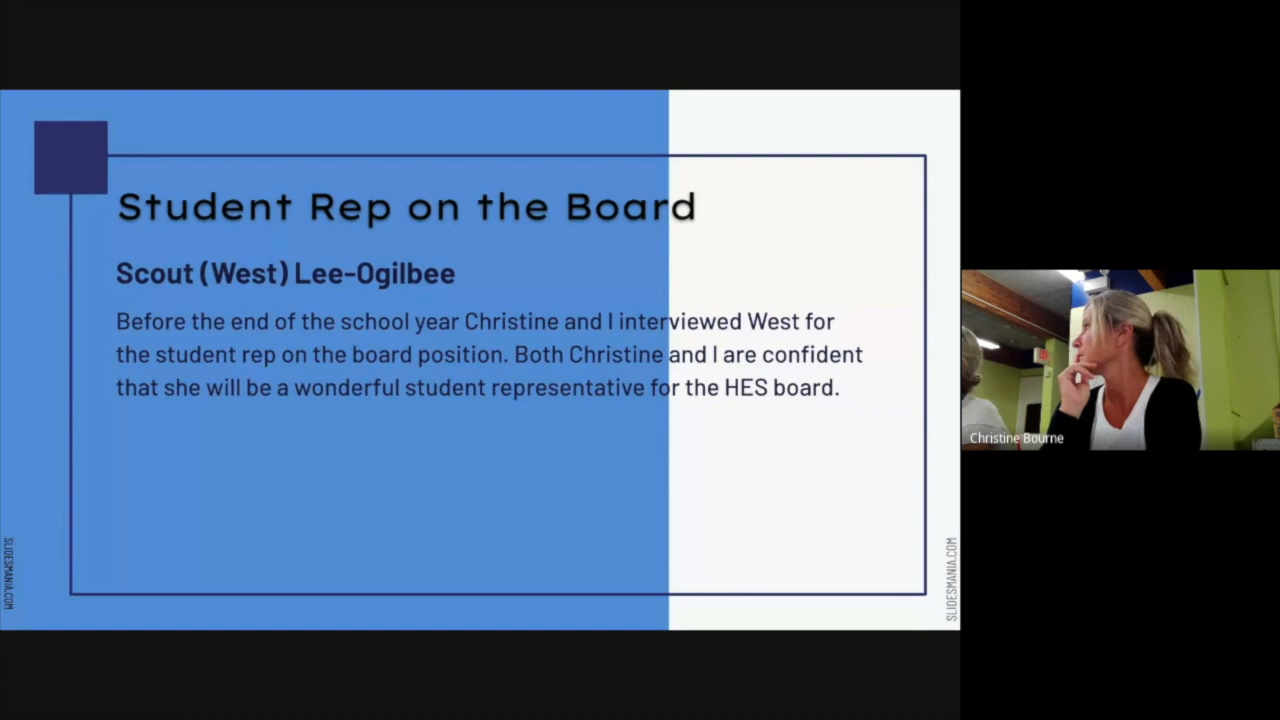 Student Rep on the Board
Scout (West) Lee-Ogilbee
Before the end of the school year Christine and I interviewed West for
the student rep on the board position. Both Christine and I are confident
that she will be a wonderful student representative for the HES board.
SLIDESMANIA.COM
SLIDESMANIA.COM
Christine Bourne